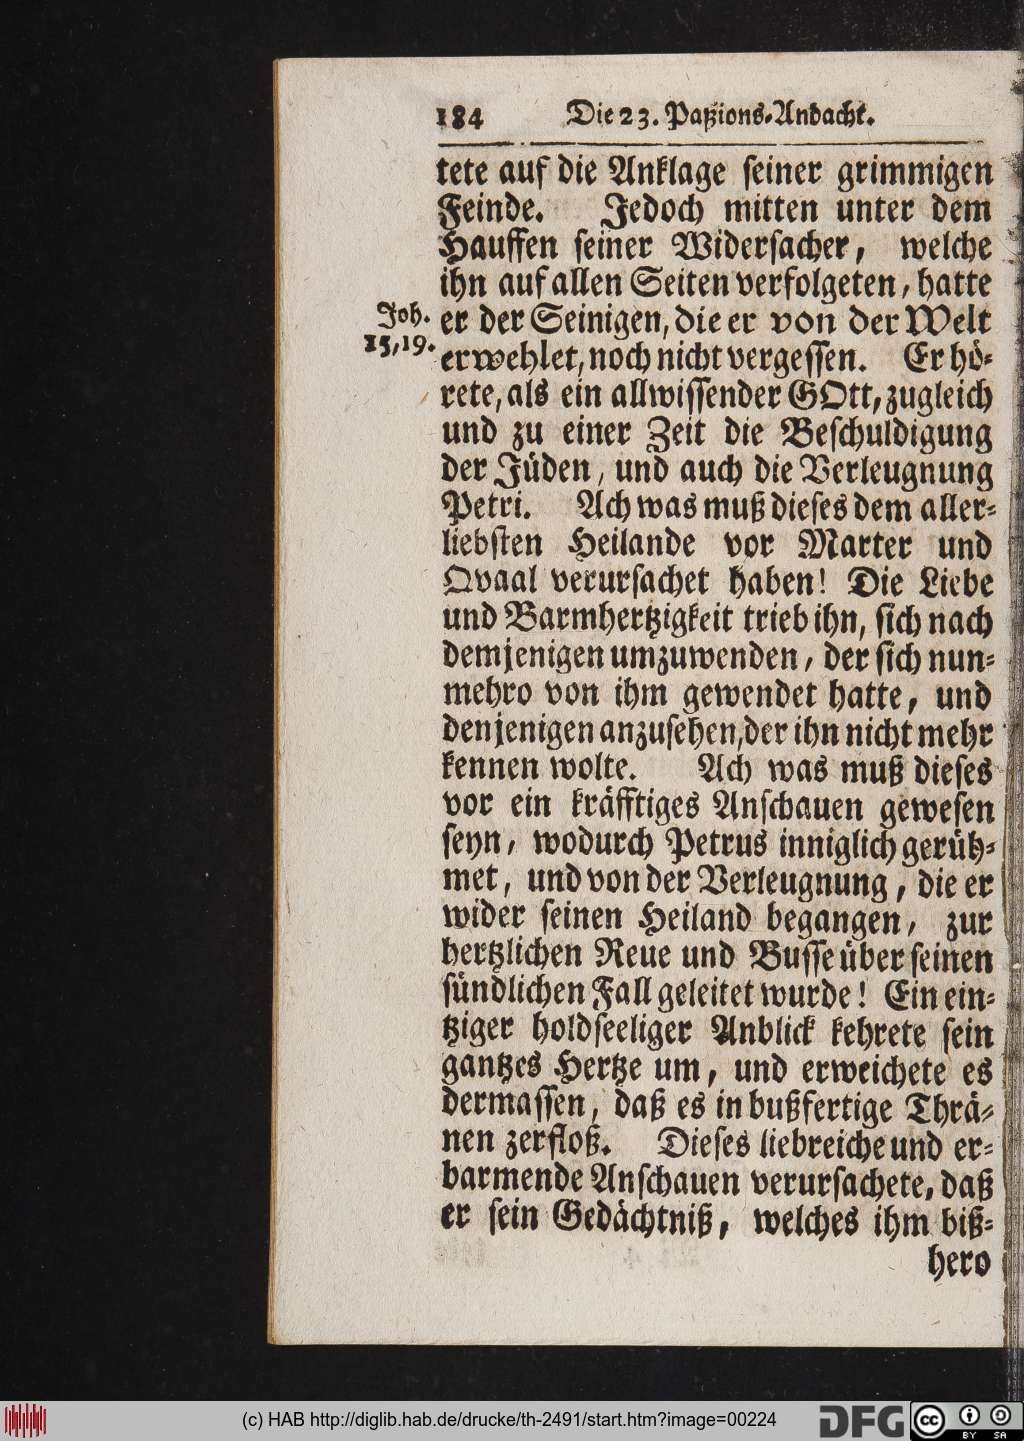 184 Die 23. Paßions-Andacht.
tete auf die Anklage seiner grimmigen
Feinde. Jedoch mitten unter dem
Hauffen seiner Widersacher, welche
ihn auf allen Seiten verfolgeten, hatte
Joh. er der Seinigen, die er von der Welt
15,19. erwehlet, noch nicht vergessen. Er hö-
rete, als ein allwissender GOtt, zugleich
und zu einer Zeit die Beschuldigung
der Jüden, und auch die Verleugnung
Petri. Ach was muß dieses dem aller-
liebsten Heilande vor Marter und
Qvaal verursachet haben! Die Liebe
und Barmhertzigkeit trieb ihn, sich nach
demjenigen umzuwenden, der sich nun-
mehro von ihm gewendet hatte, und
denjenigen anzusehen, der ihn nicht mehr
kennen wolte. Ach was muß dieses
vor ein kräfftiges Anschauen gewesen
seyn, wodurch Petrus inniglich gerüh-
met, und von der Verleugnung, die er
wider seinen Heiland begangen, zur
hertzlichen Reue und Busse über seinen
sündlichen Fall geleitet wurde! Ein ein-
tziger holdseeliger Anblick kehrete sein
gantzes Hertze um, und erweichete es
dermassen, daß es in bußfertige Thrä-
nen zerfloß. Dieses liebreiche und er-
barmende Anschauen verursachete, daß
er sein Gedächtniß, welches ihm biß-
hero
(c) HAB http://diglib.hab.de/drucke/th-2491/start.htm?image=00224
DFG
cc BY SA